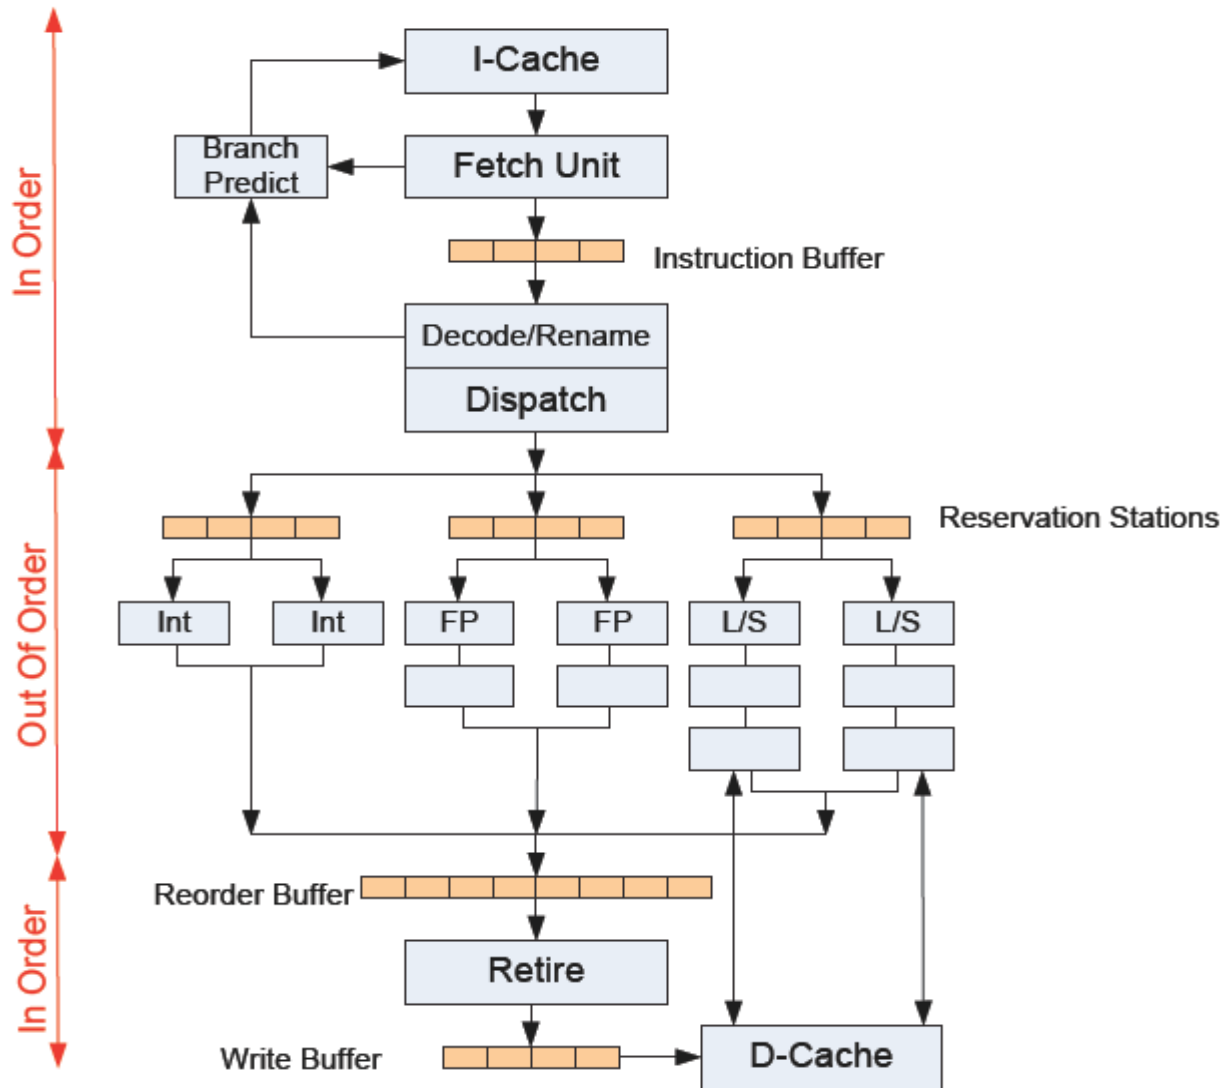 I-Cache
Branch
Predict
Fetch Unit
In Order
Instruction Buffer
Decode/Rename
Dispatch
Reservation Stations
Out Of Order
Int
Int
FP
FP
L/S
L/S
Reorder Buffer
In Order
Retire
Write Buffer
D-Cache